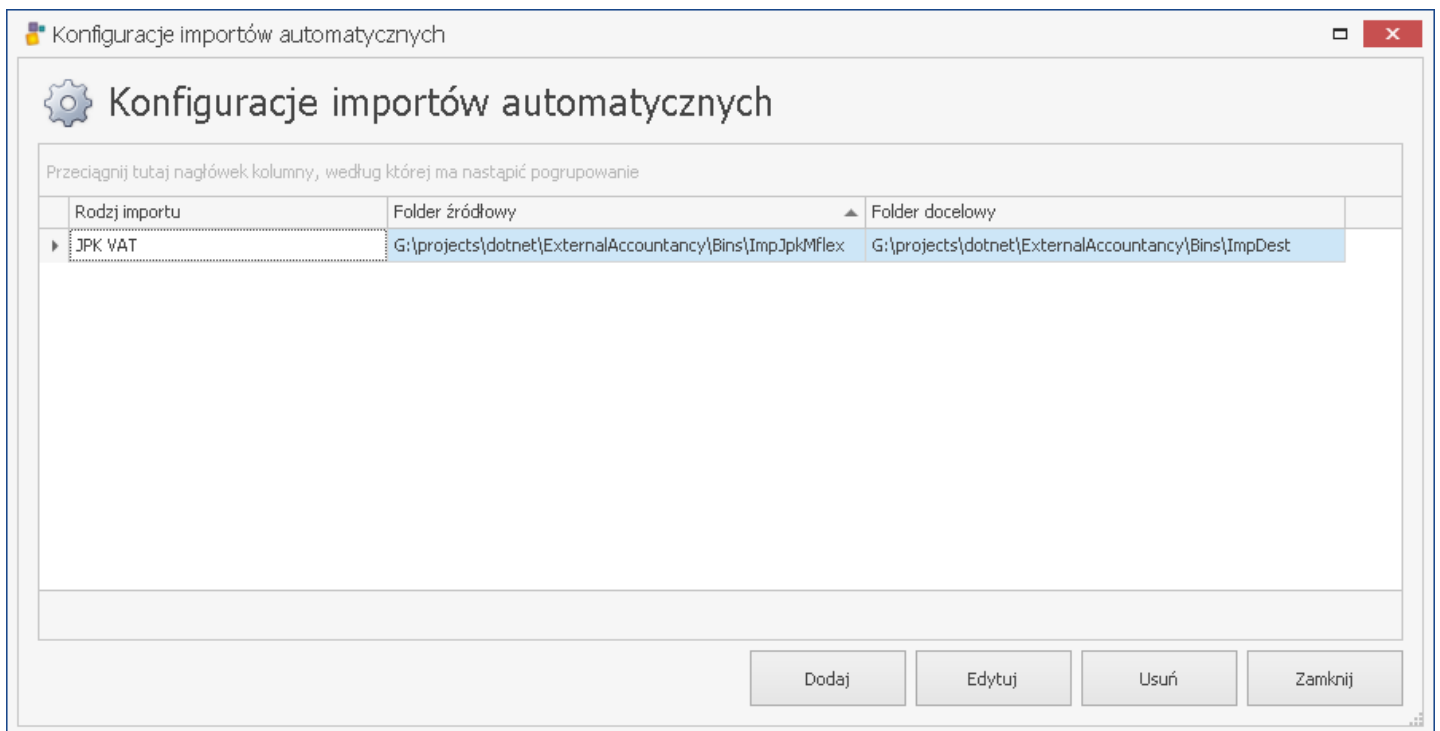 Konfiguracje importów automatycznych
Konfiguracje importów automatycznych
Przeciągnij tutaj nagłówek kolumny, według której ma nastąpić pogrupowanie
Rodzj importu Folder źródłowy Folder docelowy
JPK VAT G:\projects\dotnet\ExternalAccountancy\Bins\ImpJpkMflex G:\projects\dotnet\ExternalAccountancy\Bins\ImpDest
Dodaj Edytuj Usuń Zamknij